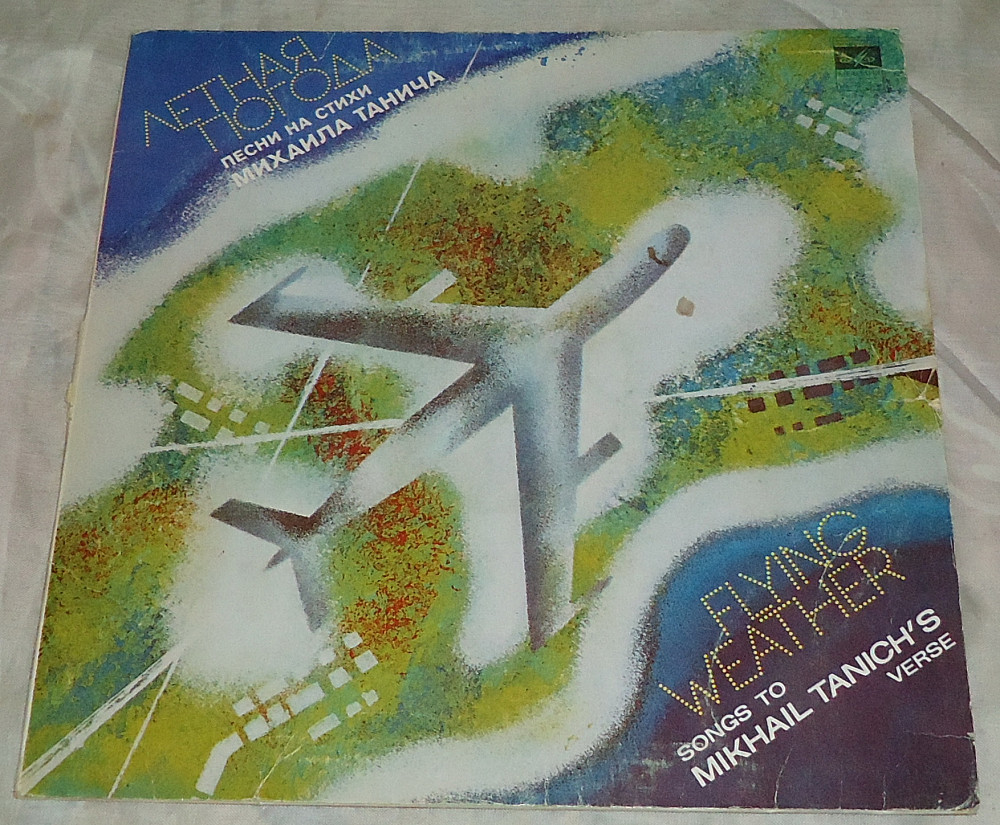 ЛЕТНАЯ
ПОГОДА
ПЕСНИ НА СТИХИ
МИХАИЛА ТАНИЧА
FLYING
WEATHER
SONGS TO
MIKHAIL TANICH'S
VERSE